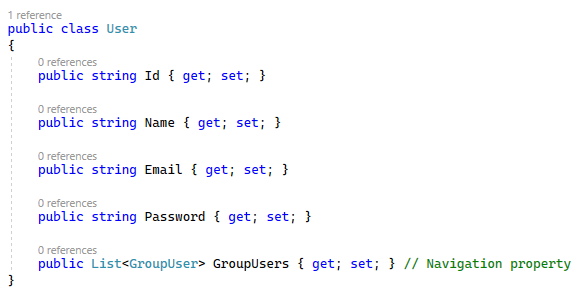 1 reference
public class User
{
0 references
public string Id { get; set; }
0 references
public string Name { get; set; }
0 references
public string Email { get; set; }
0 references
public string Password { get; set; }
0 references
public List<GroupUser> GroupUsers { get; set; } // Navigation property
}